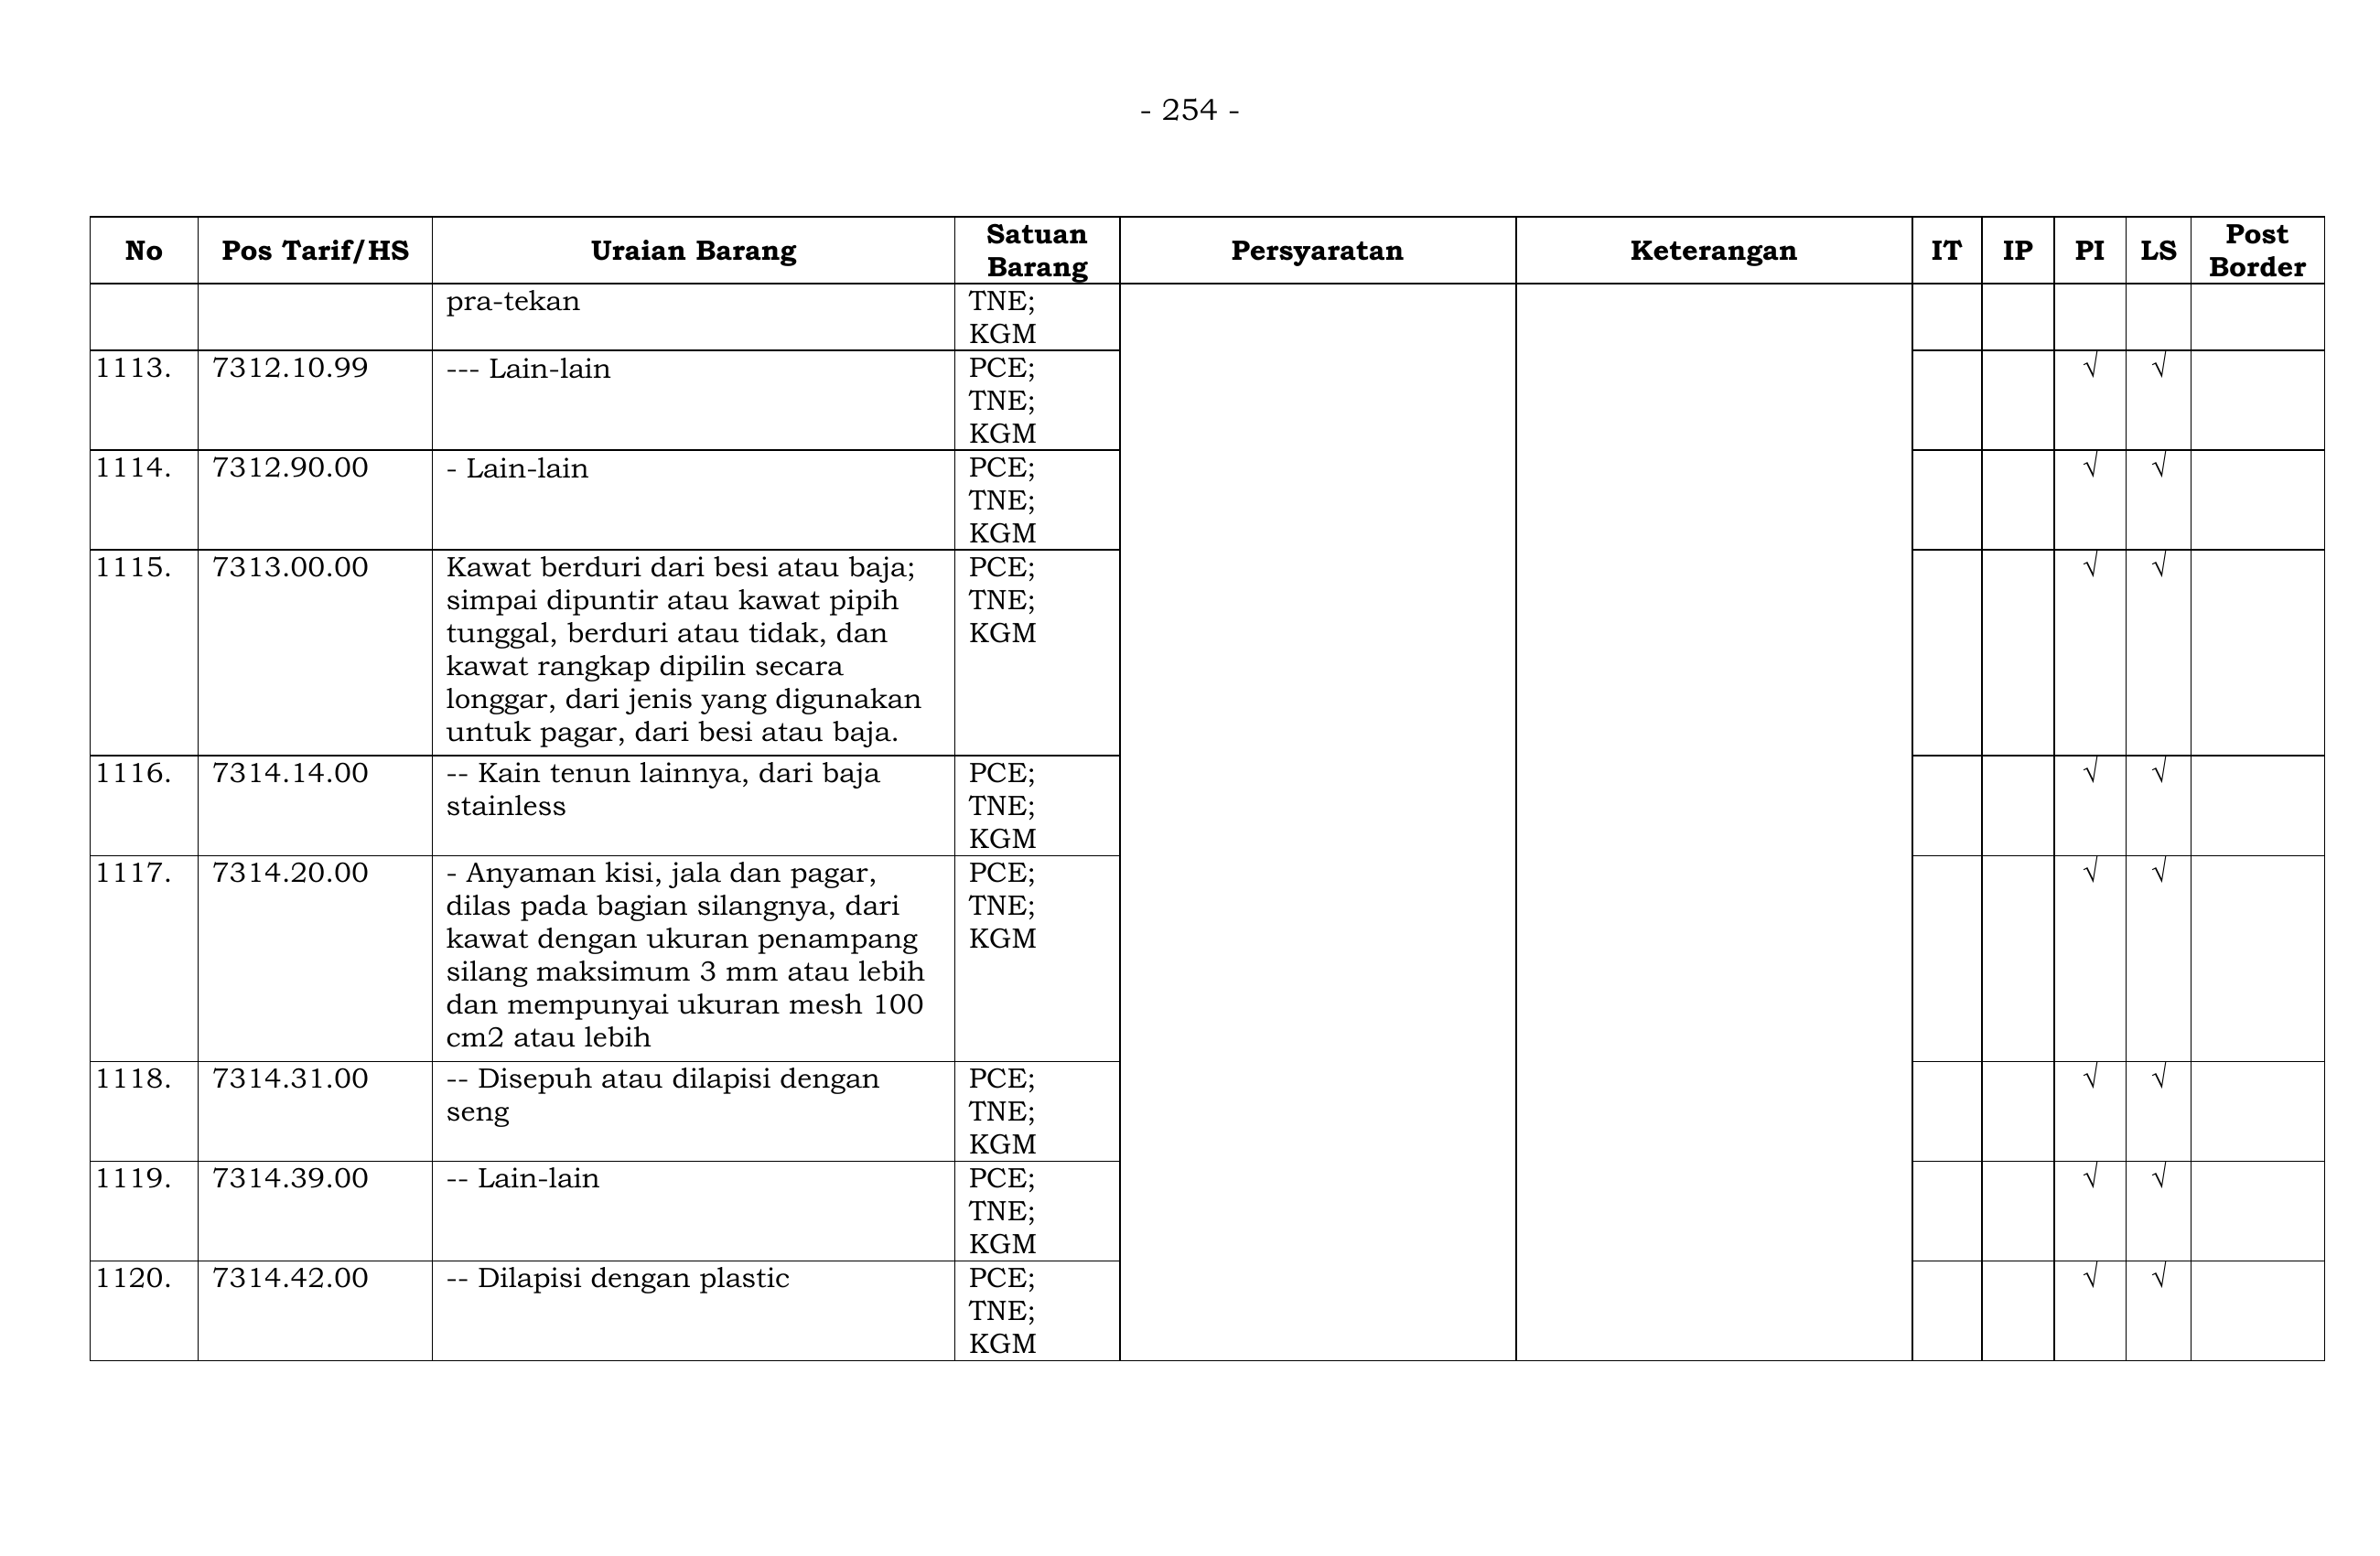 - 254 -
No Pos Tarif/HS Uraian Barang Satuan Barang Persyaratan Keterangan IT IP PI LS Post Border
pra-tekan TNE;
KGM
1113. 7312.10.99 --- Lain-lain PCE; √ √
TNE;
KGM
1114. 7312.90.00 - Lain-lain PCE; √ √
TNE;
KGM
1115. 7313.00.00 Kawat berduri dari besi atau baja; PCE; √ √
simpai dipuntir atau kawat pipih TNE;
tunggal, berduri atau tidak, dan KGM
kawat rangkap dipilin secara
longgar, dari jenis yang digunakan
untuk pagar, dari besi atau baja.
1116. 7314.14.00 -- Kain tenun lainnya, dari baja PCE; √ √
stainless TNE;
KGM
1117. 7314.20.00 - Anyaman kisi, jala dan pagar, PCE; √ √
dilas pada bagian silangnya, dari TNE;
kawat dengan ukuran penampang KGM
silang maksimum 3 mm atau lebih
dan mempunyai ukuran mesh 100
cm2 atau lebih
1118. 7314.31.00 -- Disepuh atau dilapisi dengan PCE; √ √
seng TNE;
KGM
1119. 7314.39.00 -- Lain-lain PCE; √ √
TNE;
KGM
1120. 7314.42.00 -- Dilapisi dengan plastic PCE; √ √
TNE;
KGM